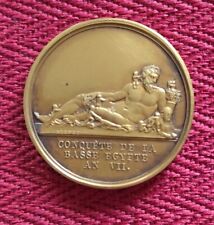 CONQUÊTE DE LA
BASSE EGYPTE
AN VII.